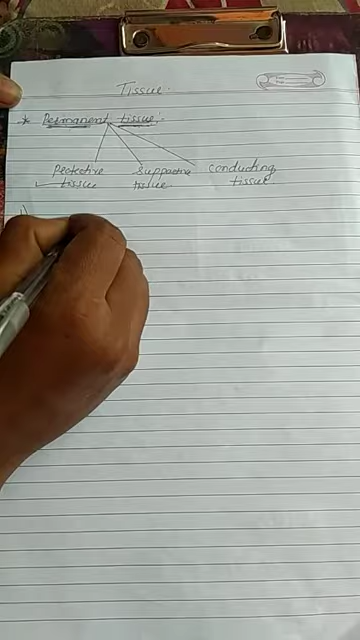 Tissue.
* Permanent tissue:
Protective supportive conducting
tissue tissue tissue